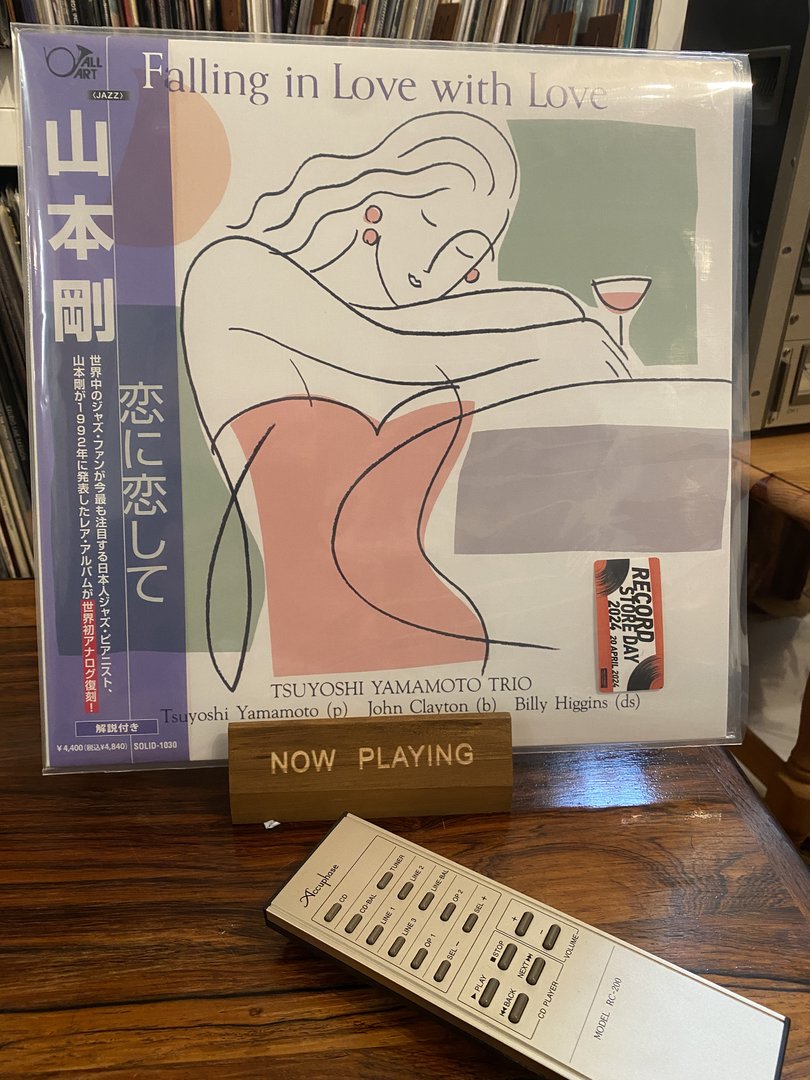 ALL
ART
〈JAZZ〉
Falling in Love with Love
山本剛
恋に恋して
世界中のジャズ・ファンが今最も注目する日本人ジャズ・ピアニスト、
山本剛が1992年に発表したレア・アルバムが世界初アナログ復刻!
解説付き
¥4,400(税込¥4,840) SOLID-1030
RECORD
STORE DAY
2024 20 APRIL 2024
TSUYOSHI YAMAMOTO TRIO
Tsuyoshi Yamamoto (p) John Clayton (b) Billy Higgins (ds)
NOW PLAYING
Accuphase
CD
CD-BAL
TUNER
LINE 1
LINE 2
LINE 3
LINE-BAL
OP 1
OP 2
SEL −
SEL +
+
-
VOLUME
■STOP
NEXT▶▶|
▶PLAY
|◀◀BACK
CD PLAYER
MODEL RC-200